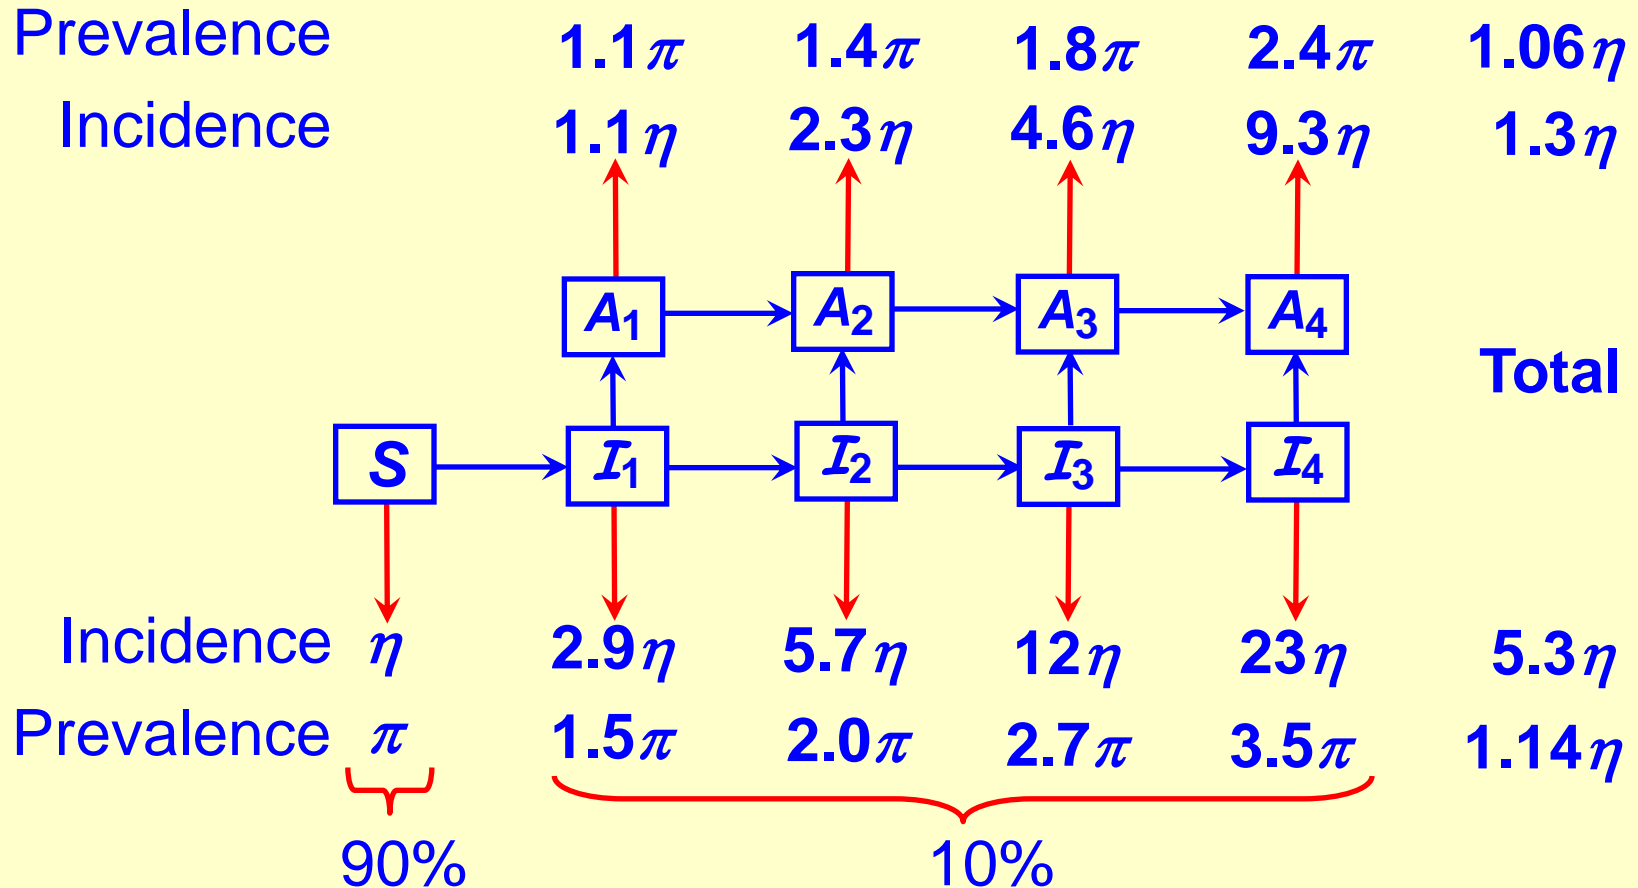 Prevalence 1.1π 1.4π 1.8π 2.4π 1.06η
Incidence 1.1η 2.3η 4.6η 9.3η 1.3η
A₁ A₂ A₃ A₄
Total
S I₁ I₂ I₃ I₄
Incidence η 2.9η 5.7η 12η 23η 5.3η
Prevalence π 1.5π 2.0π 2.7π 3.5π 1.14η
90% 10%